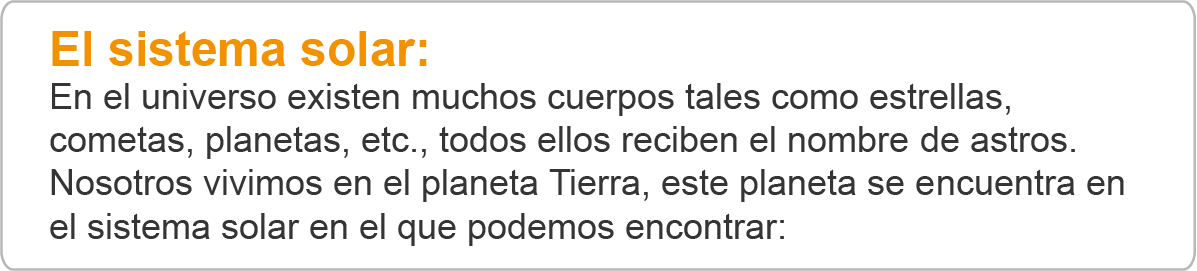 El sistema solar:
En el universo existen muchos cuerpos tales como estrellas,
cometas, planetas, etc., todos ellos reciben el nombre de astros.
Nosotros vivimos en el planeta Tierra, este planeta se encuentra en
el sistema solar en el que podemos encontrar: